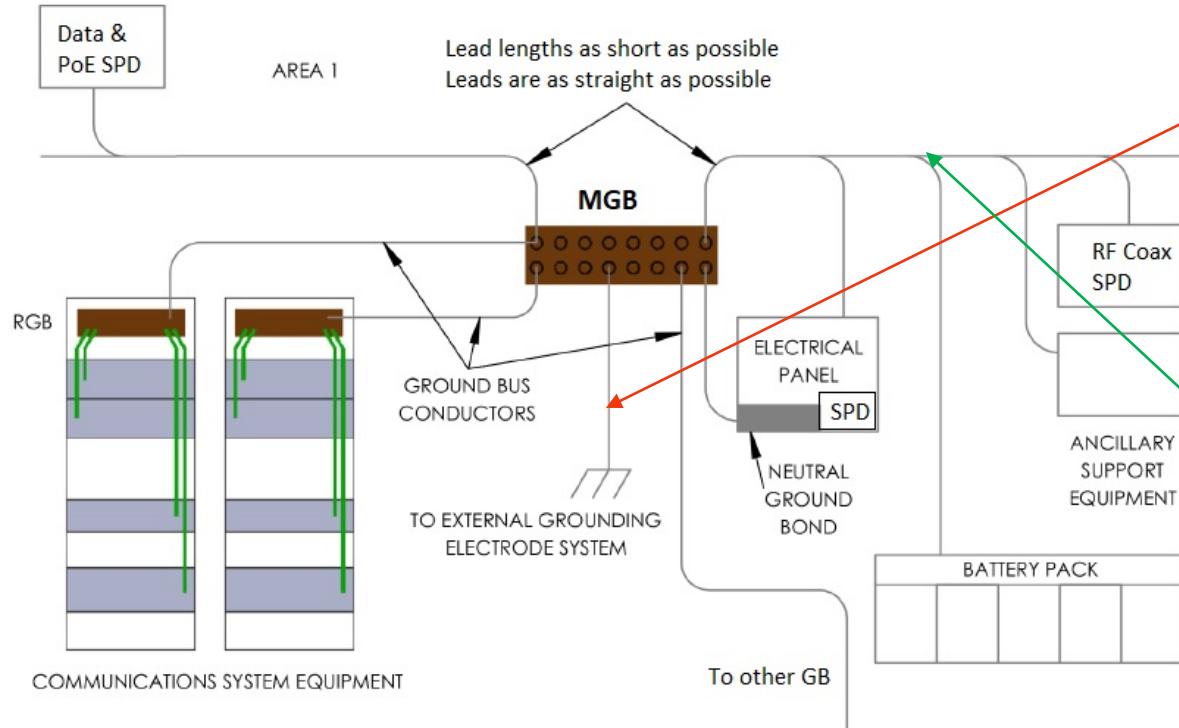 Data &
PoE SPD
AREA 1
Lead lengths as short as possible
Leads are as straight as possible
MGB
RF Coax
SPD
RGB
ELECTRICAL
PANEL
SPD
GROUND BUS
CONDUCTORS
NEUTRAL
GROUND
BOND
ANCILLARY
SUPPORT
EQUIPMENT
TO EXTERNAL GROUNDING
ELECTRODE SYSTEM
BATTERY PACK
To other GB
COMMUNICATIONS SYSTEM EQUIPMENT